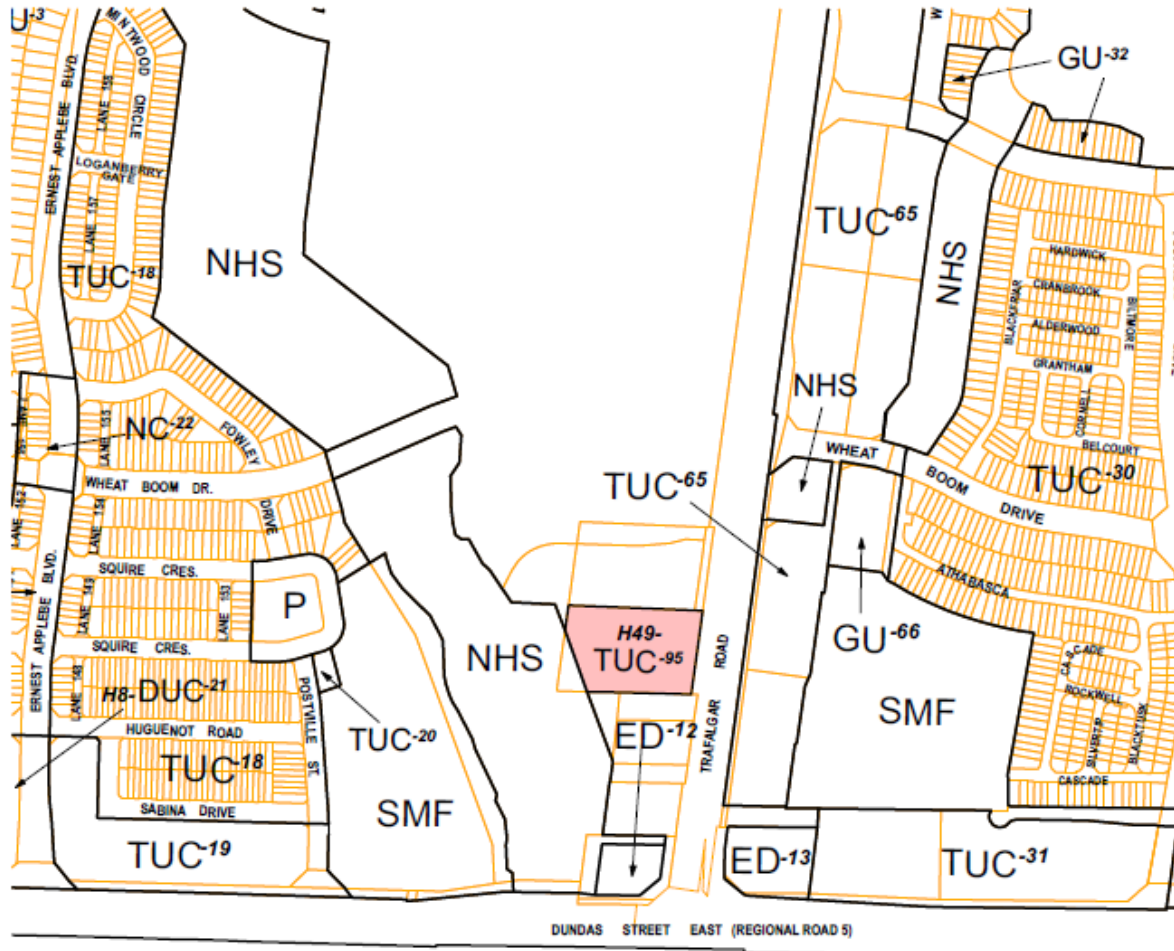 U-3
MINTWOOD
CIRCLE
ERNEST APPLEBE BLVD.
LANE 158
LOGANBERRY
GATE
LANE 157
TUC-18
NHS
W
GU-32
TUC-65
NHS
HARDWICK
CRANBROOK
ALDERWOOD
GRANTHAM
BLACKFRIAR
BILTMORE
CORNELL
BELCOURT
TUC-30
NHS
WHEAT
BOOM
DRIVE
NC-22
LANE 155
FOWLEY
DRIVE
WHEAT BOOM DR.
LANE 152
LANE 154
SQUIRE CRES.
TUC-65
ATHABASCA
ERNEST APPLEBE BLVD.
LANE 149
LANE 153
P
SQUIRE CRES.
NHS
H49-
TUC-95
TRAFALGAR
ROAD
GU-66
SMF
CASCADE
ROCKWELL
SILVERTIP
BLACKTUSK
CASCADE
LANE 148
H8-DUC-21
POSTVILLE ST.
HUGUENOT ROAD
TUC-20
ED-12
TUC-18
SABINA DRIVE
SMF
TUC-19
ED-13
TUC-31
DUNDAS STREET EAST (REGIONAL ROAD 5)